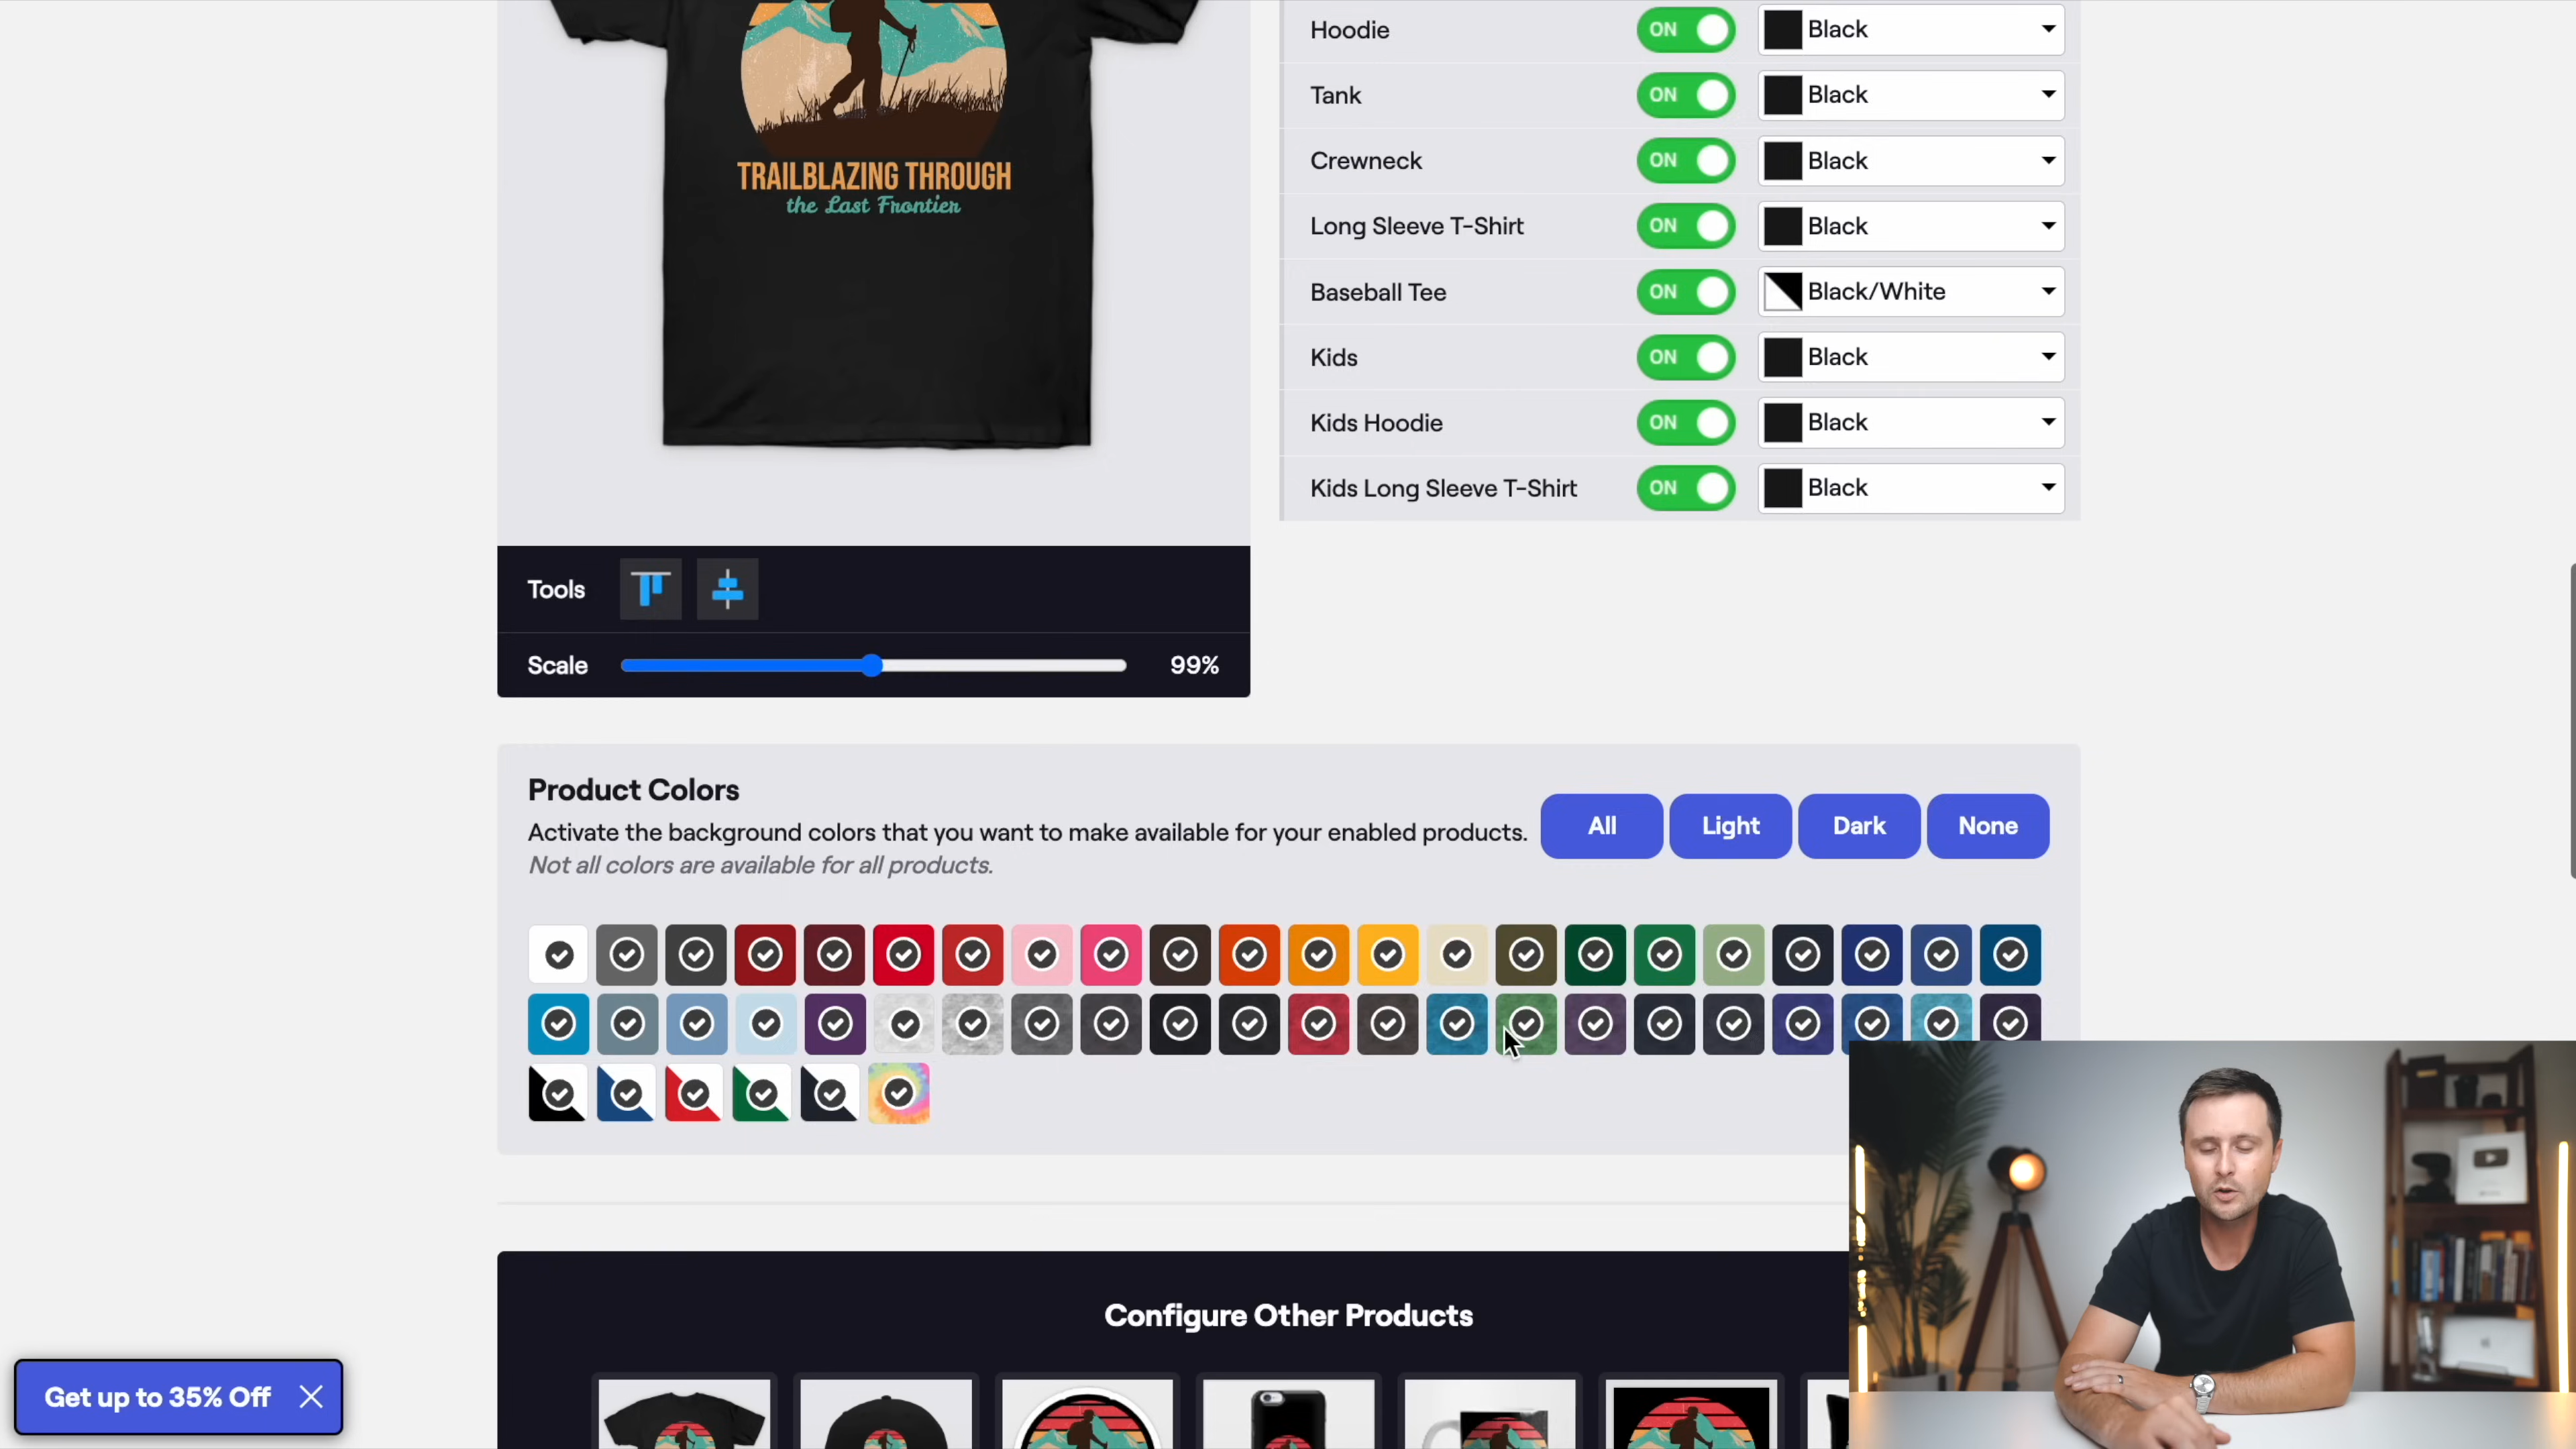 TRAILBLAZING THROUGH
the Last Frontier
Hoodie ON Black
Tank ON Black
Crewneck ON Black
Long Sleeve T-Shirt ON Black
Baseball Tee ON Black/White
Kids ON Black
Kids Hoodie ON Black
Kids Long Sleeve T-Shirt ON Black
Tools
Scale 99%
Product Colors
Activate the background colors that you want to make available for your enabled products.
Not all colors are available for all products.
All Light Dark None
Configure Other Products
Get up to 35% Off